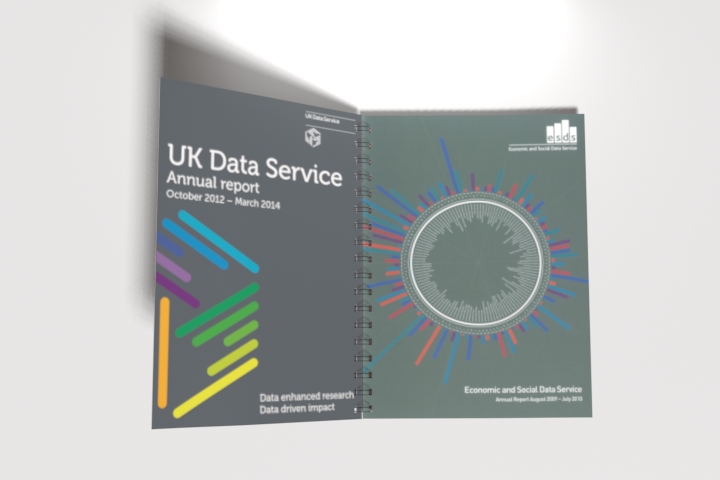 UK Data Service
UK Data Service
Annual report
October 2012 – March 2014
Data enhanced research
Data driven impact
esds
Economic and Social Data Service
Economic and Social Data Service
Annual Report August 2009 – July 2010